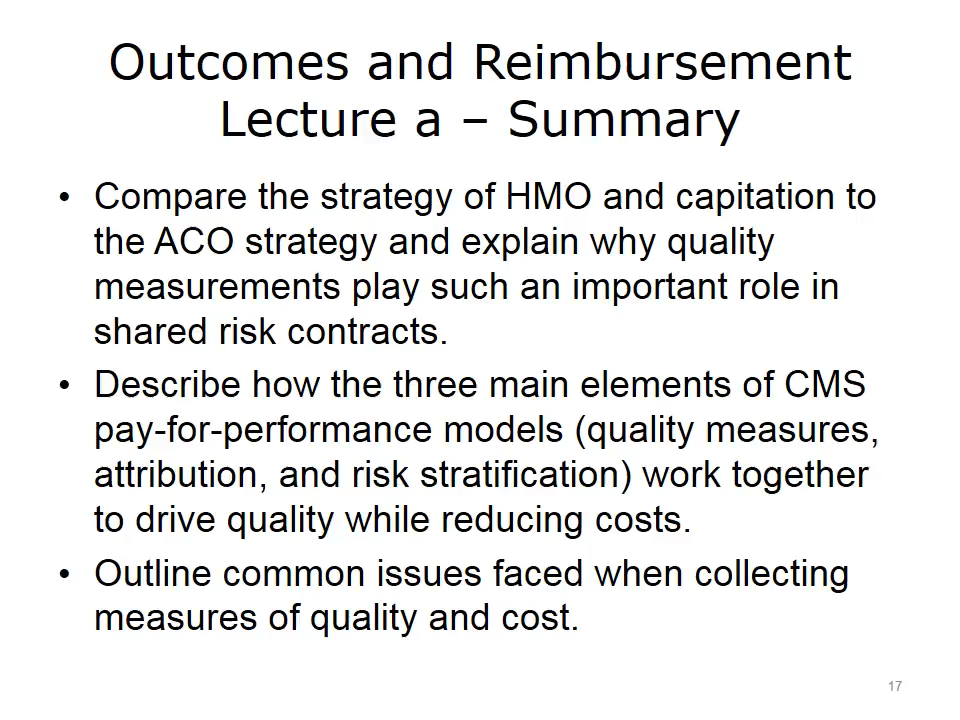 Outcomes and Reimbursement
Lecture a – Summary
• Compare the strategy of HMO and capitation to
the ACO strategy and explain why quality
measurements play such an important role in
shared risk contracts.
• Describe how the three main elements of CMS
pay-for-performance models (quality measures,
attribution, and risk stratification) work together
to drive quality while reducing costs.
• Outline common issues faced when collecting
measures of quality and cost.
17